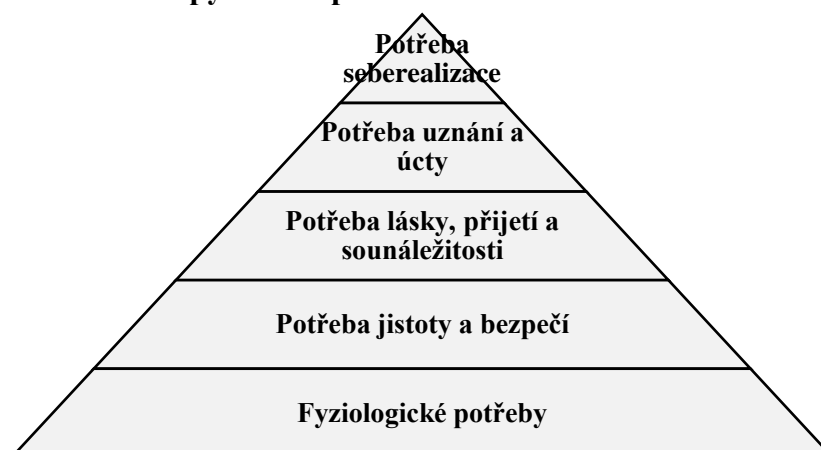 Potřeba
seberealizace
Potřeba uznání a
úcty
Potřeba lásky, přijetí a
sounáležitosti
Potřeba jistoty a bezpečí
Fyziologické potřeby